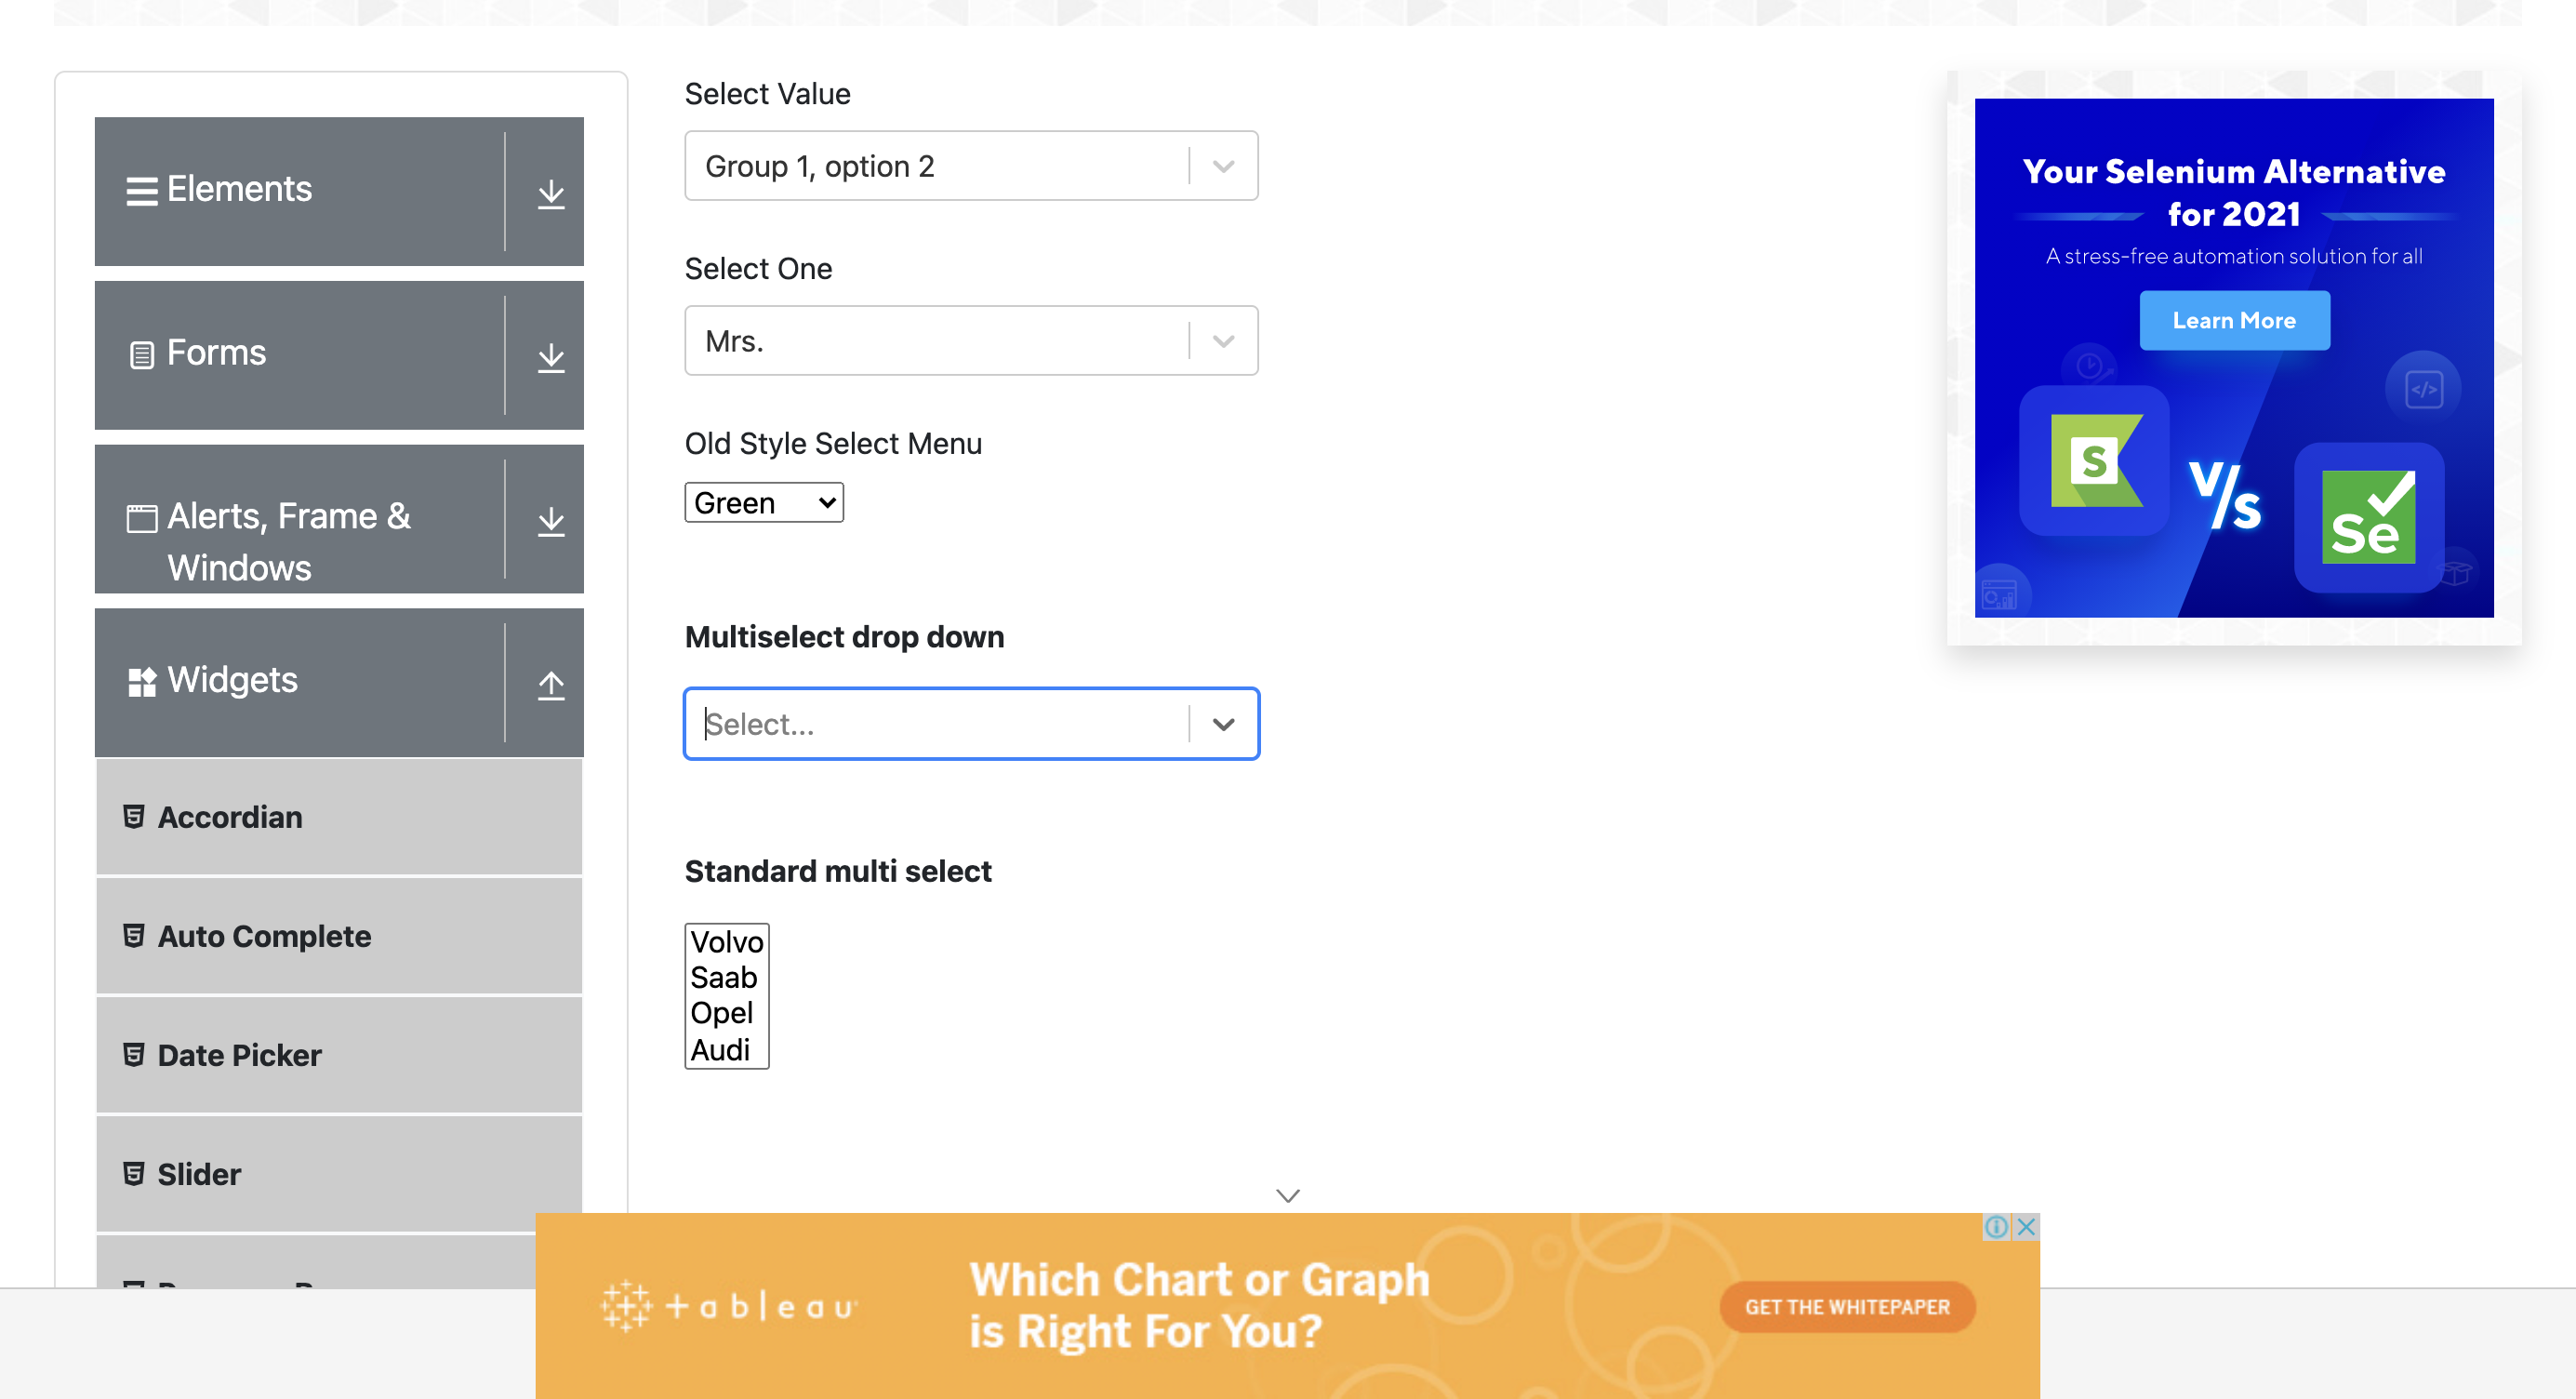 Elements
Forms
Alerts, Frame &
Windows
Widgets
Accordian
Auto Complete
Date Picker
Slider
Select Value
Group 1, option 2
Select One
Mrs.
Old Style Select Menu
Green
Multiselect drop down
Select...
Standard multi select
Volvo
Saab
Opel
Audi
Your Selenium Alternative
for 2021
A stress-free automation solution for all
Learn More
S
V/s
Se
+ableau
Which Chart or Graph
is Right For You?
GET THE WHITEPAPER